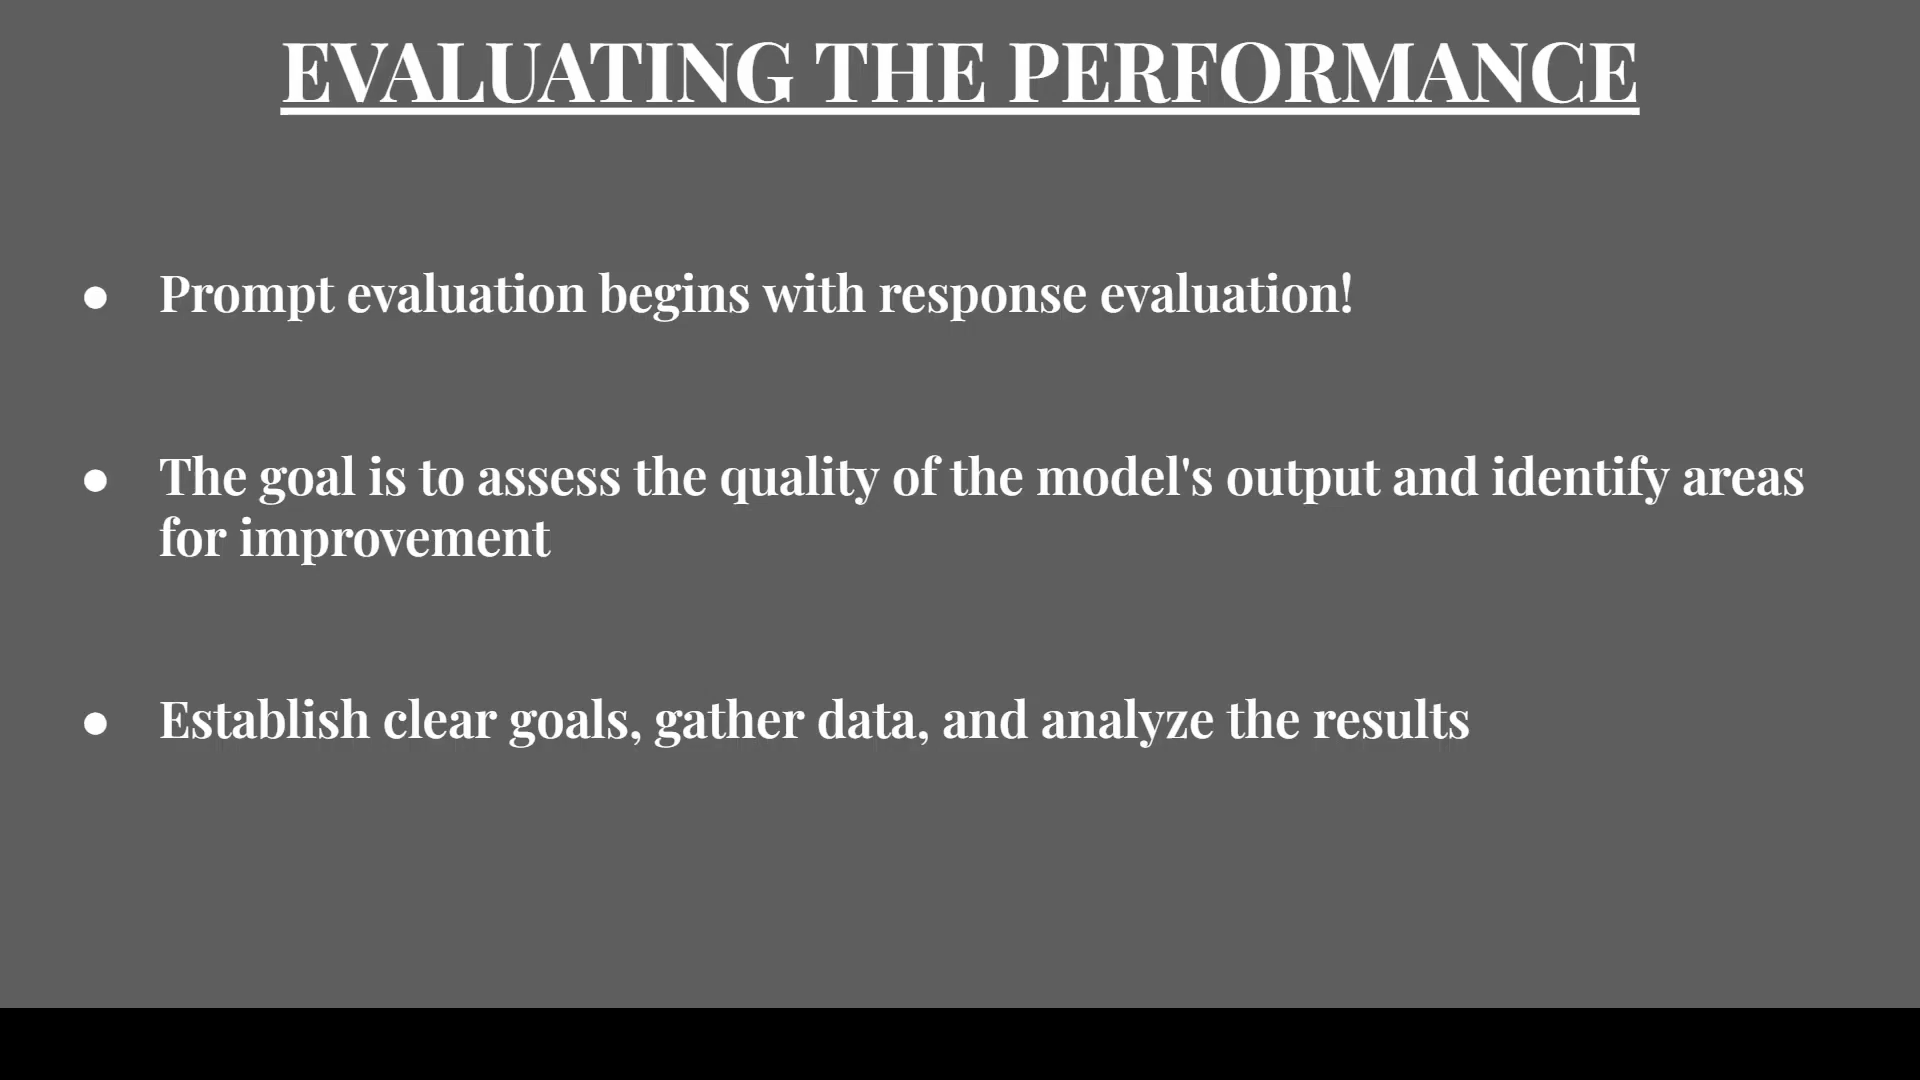 EVALUATING THE PERFORMANCE
● Prompt evaluation begins with response evaluation!
● The goal is to assess the quality of the model's output and identify areas
for improvement
● Establish clear goals, gather data, and analyze the results